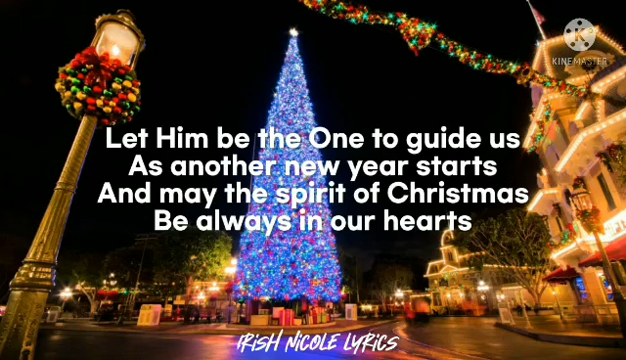 KINEMASTER
Let Him be the One to guide us
As another new year starts
And may the spirit of Christmas
Be always in our hearts
IRISH NICOLE LYRICS